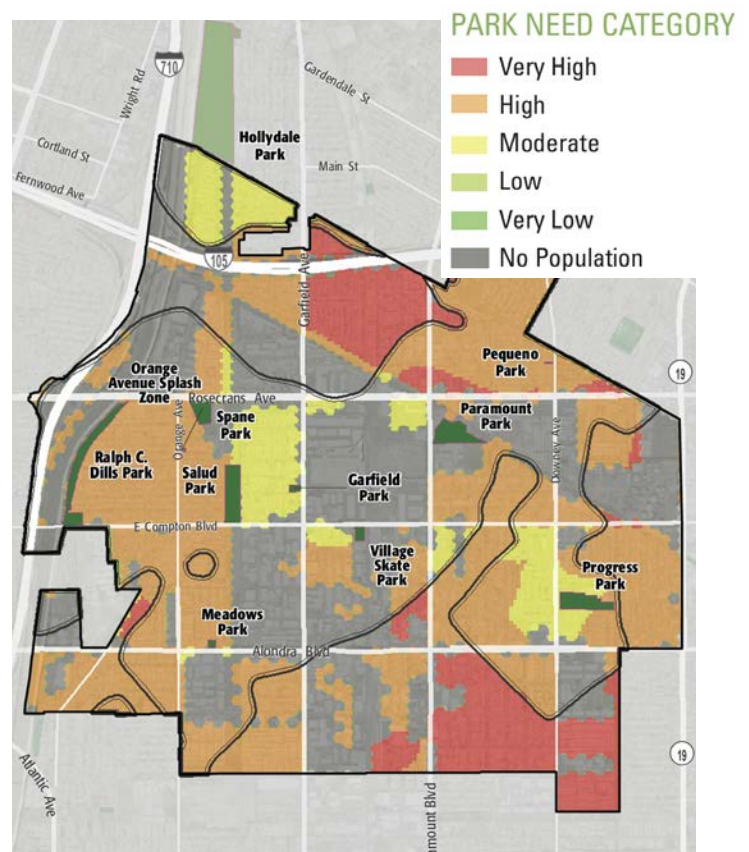 PARK NEED CATEGORY
Very High
High
Moderate
Low
Very Low
No Population
710
Wright Rd
Gardendale St
Cortland St
Hollydale
Park
Main St
Fernwood Ave
105
Garfield Ave
Pequeno
Park
19
Orange
Avenue Splash
Zone
Rosecrans Ave
Orange Ave
Spane
Park
Paramount
Park
Downey Ave
Ralph C.
Dills Park
Salud
Park
Garfield
Park
E Compton Blvd
Village
Skate
Park
Progress
Park
Meadows
Park
Alondra Blvd
19
Atlantic Ave
mount Blvd